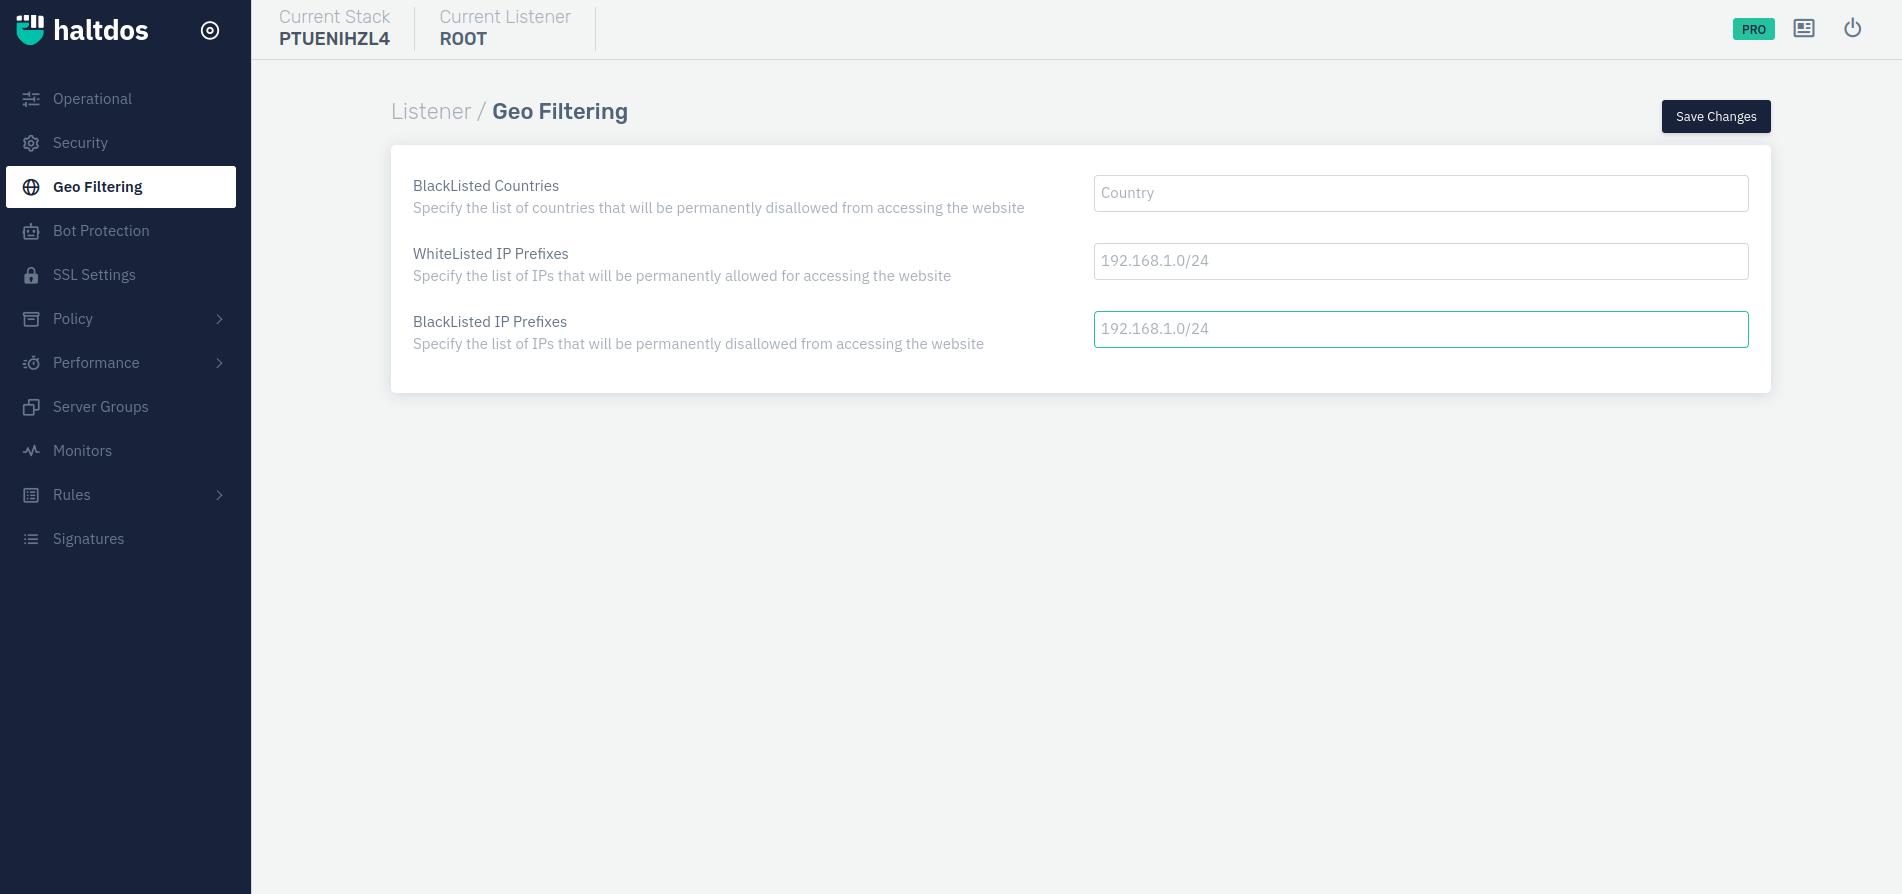 haltdos
Operational
Security
Geo Filtering
Bot Protection
SSL Settings
Policy
Performance
Server Groups
Monitors
Rules
Signatures
Current Stack
PTUENIHZL4
Current Listener
ROOT
PRO
Listener / Geo Filtering
Save Changes
BlackListed Countries
Specify the list of countries that will be permanently disallowed from accessing the website
Country
WhiteListed IP Prefixes
Specify the list of IPs that will be permanently allowed for accessing the website
192.168.1.0/24
BlackListed IP Prefixes
Specify the list of IPs that will be permanently disallowed from accessing the website
192.168.1.0/24